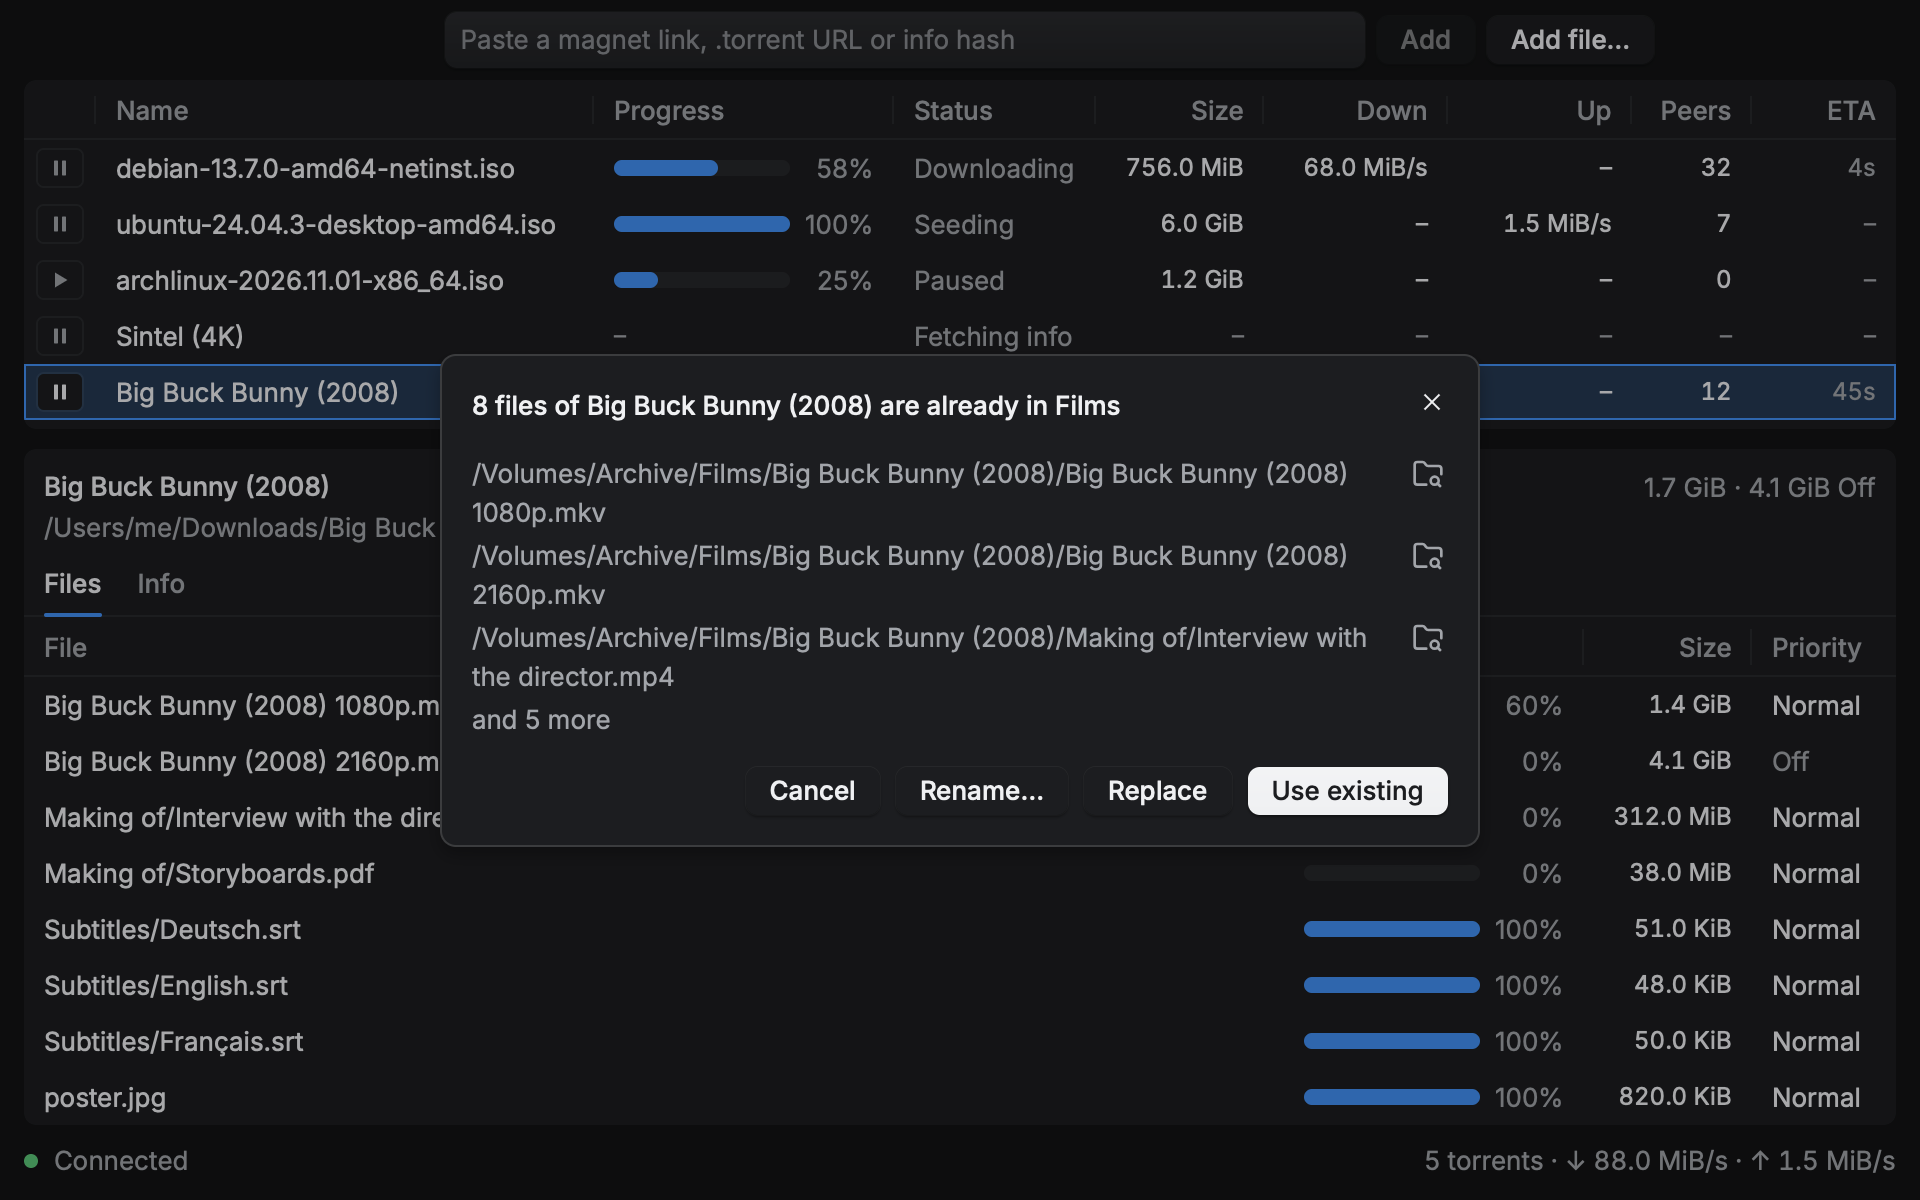 Paste a magnet link, .torrent URL or info hash
Add
Add file...
Name Progress Status Size Down Up Peers ETA
debian-13.7.0-amd64-netinst.iso 58% Downloading 756.0 MiB 68.0 MiB/s – 32 4s
ubuntu-24.04.3-desktop-amd64.iso 100% Seeding 6.0 GiB – 1.5 MiB/s 7 –
archlinux-2026.11.01-x86_64.iso 25% Paused 1.2 GiB – – 0 –
Sintel (4K) – Fetching info – – – – –
Big Buck Bunny (2008) – 12 45s
8 files of Big Buck Bunny (2008) are already in Films
/Volumes/Archive/Films/Big Buck Bunny (2008)/Big Buck Bunny (2008)
1080p.mkv
/Volumes/Archive/Films/Big Buck Bunny (2008)/Big Buck Bunny (2008)
2160p.mkv
/Volumes/Archive/Films/Big Buck Bunny (2008)/Making of/Interview with
the director.mp4
and 5 more
Cancel Rename... Replace Use existing
Big Buck Bunny (2008) 1.7 GiB · 4.1 GiB Off
/Users/me/Downloads/Big Buck
Files Info
File Size Priority
Big Buck Bunny (2008) 1080p.m 60% 1.4 GiB Normal
Big Buck Bunny (2008) 2160p.m 0% 4.1 GiB Off
Making of/Interview with the dire 0% 312.0 MiB Normal
Making of/Storyboards.pdf 0% 38.0 MiB Normal
Subtitles/Deutsch.srt 100% 51.0 KiB Normal
Subtitles/English.srt 100% 48.0 KiB Normal
Subtitles/Français.srt 100% 50.0 KiB Normal
poster.jpg 100% 820.0 KiB Normal
Connected 5 torrents · ↓ 88.0 MiB/s · ↑ 1.5 MiB/s